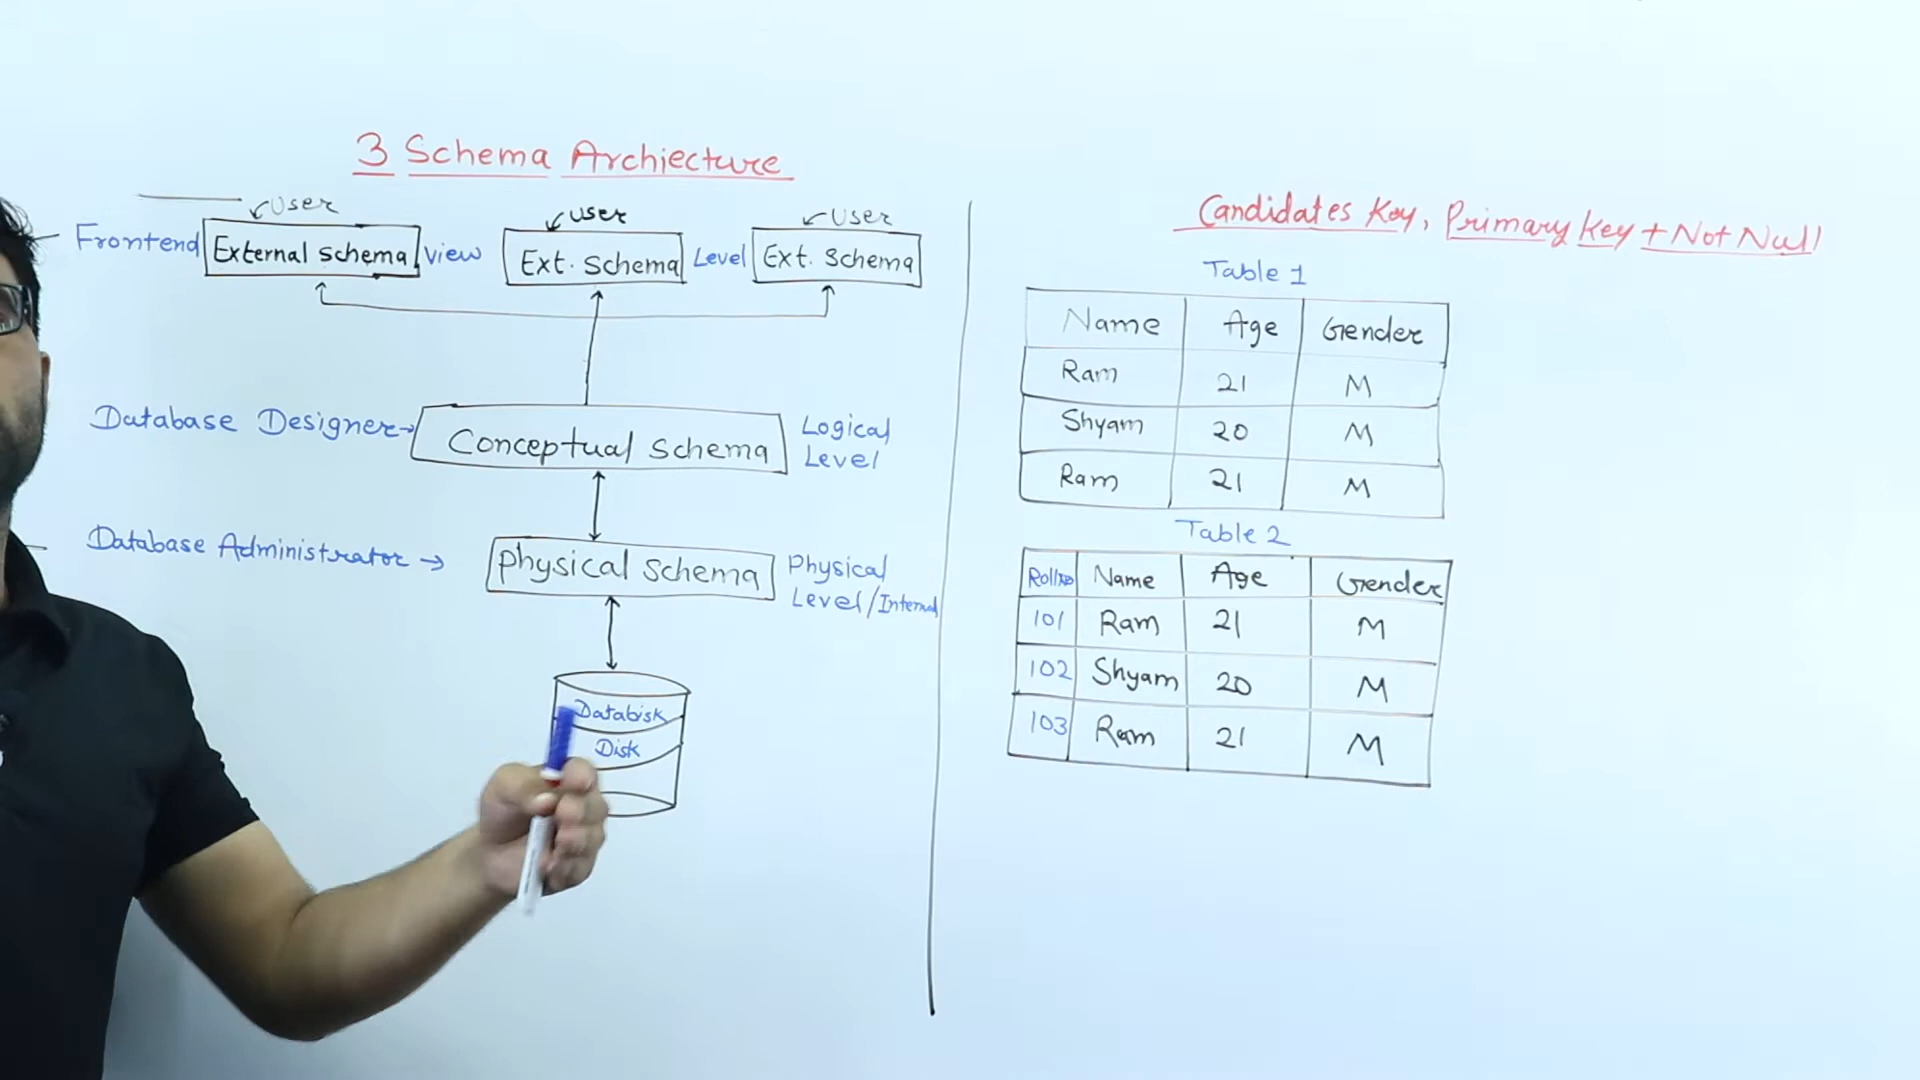 3 Schema Archiecture
User
User
User
Frontend
External schema
View
Ext. Schema
Level
Ext. Schema
Database Designer
Conceptual schema
Logical
Level
Database Administrator
physical schema
Physical
Level/Internal
Databisk
Disk
Candidates Key, Primary Key + Not Null
Table 1
Name Age Gender
Ram 21 M
Shyam 20 M
Ram 21 M
Table 2
Rollno Name Age Gender
101 Ram 21 M
102 Shyam 20 M
103 Ram 21 M